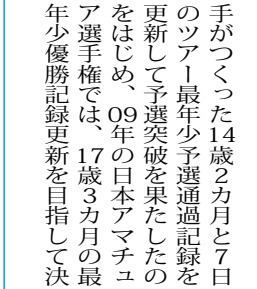 手がつくった14歳2カ月と7日
のツアー最年少予選通過記録を
更新して予選突破を果たしたの
をはじめ、09年の日本アマチュ
ア選手権では、17歳3カ月の最
年少優勝記録更新を目指して決